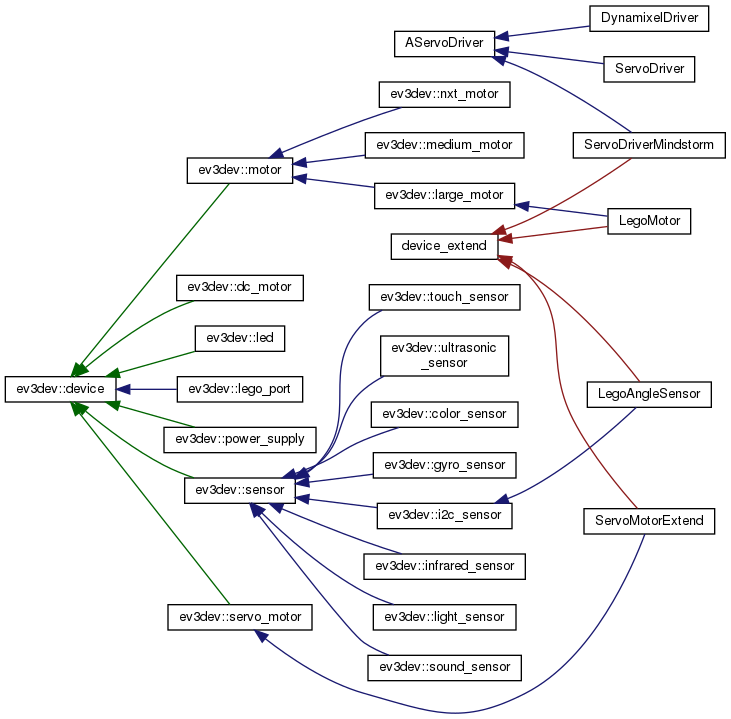 DynamixelDriver
AServoDriver
ServoDriver
ev3dev::nxt_motor
ev3dev::medium_motor
ServoDriverMindstorm
ev3dev::motor
ev3dev::large_motor
LegoMotor
device_extend
ev3dev::dc_motor
ev3dev::touch_sensor
ev3dev::led
ev3dev::ultrasonic
_sensor
ev3dev::device
ev3dev::lego_port
LegoAngleSensor
ev3dev::color_sensor
ev3dev::power_supply
ev3dev::gyro_sensor
ev3dev::sensor
ev3dev::i2c_sensor
ServoMotorExtend
ev3dev::infrared_sensor
ev3dev::servo_motor
ev3dev::light_sensor
ev3dev::sound_sensor